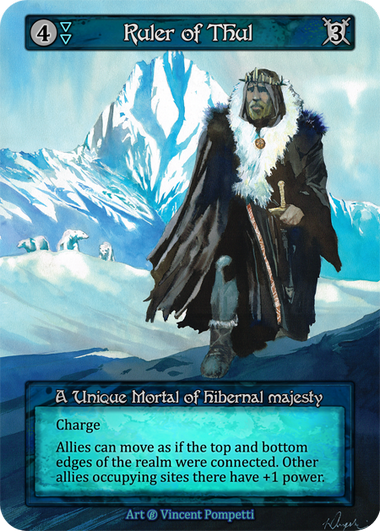 4 Ruler of Thul 3
A Unique Mortal of Hibernal majesty
Charge
Allies can move as if the top and bottom
edges of the realm were connected. Other
allies occupying sites there have +1 power.
Art @ Vincent Pompetti